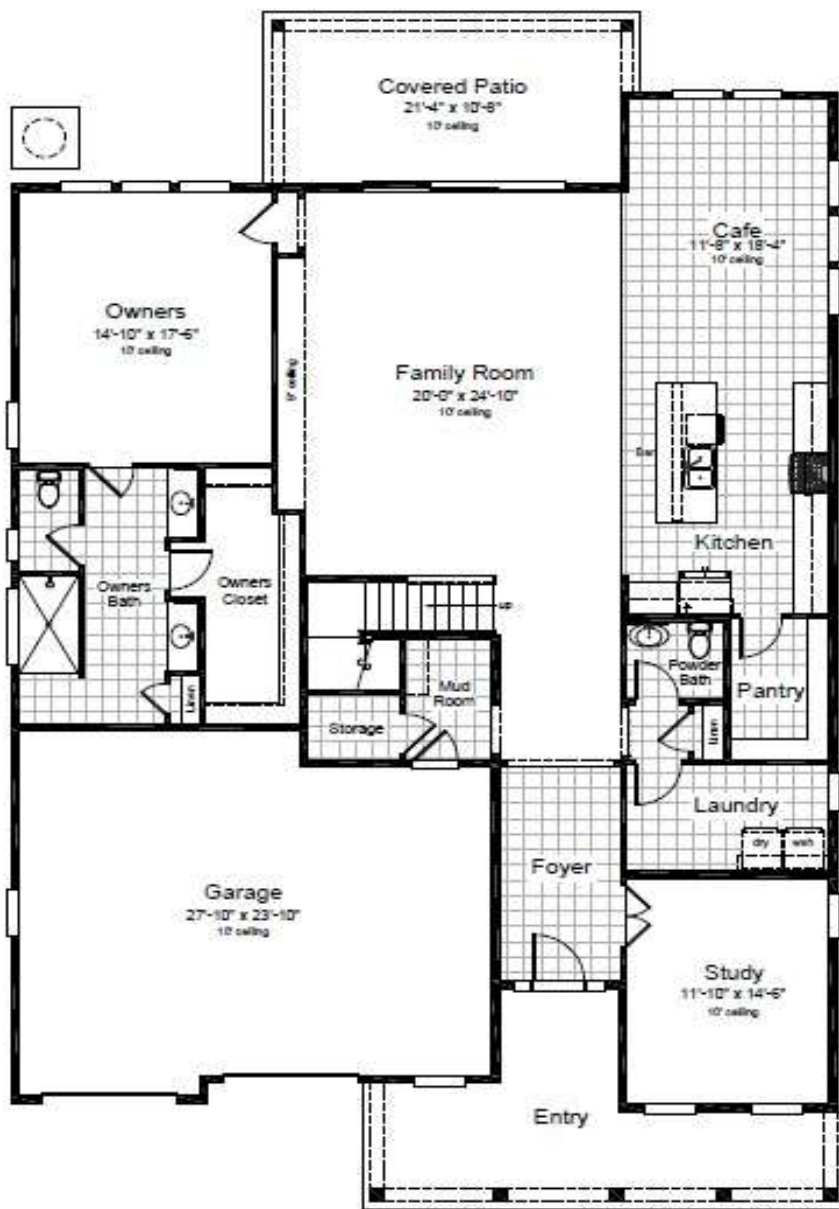 Covered Patio
21'-4" x 10'-8"
10' ceiling
Cafe
11'-8" x 18'-4"
10' ceiling
Owners
14'-10" x 17'-6"
10' ceiling
9' ceiling
Family Room
20'-0" x 24'-10"
10' ceiling
Bar
Kitchen
Owners
Bath
Owners
Closet
UP
Powder
Bath
Mud
Room
Pantry
Linen
Storage
Linen
Laundry
dry
wsh
Foyer
Garage
27'-10" x 23'-10"
10' ceiling
Study
11'-10" x 14'-6"
10' ceiling
Entry